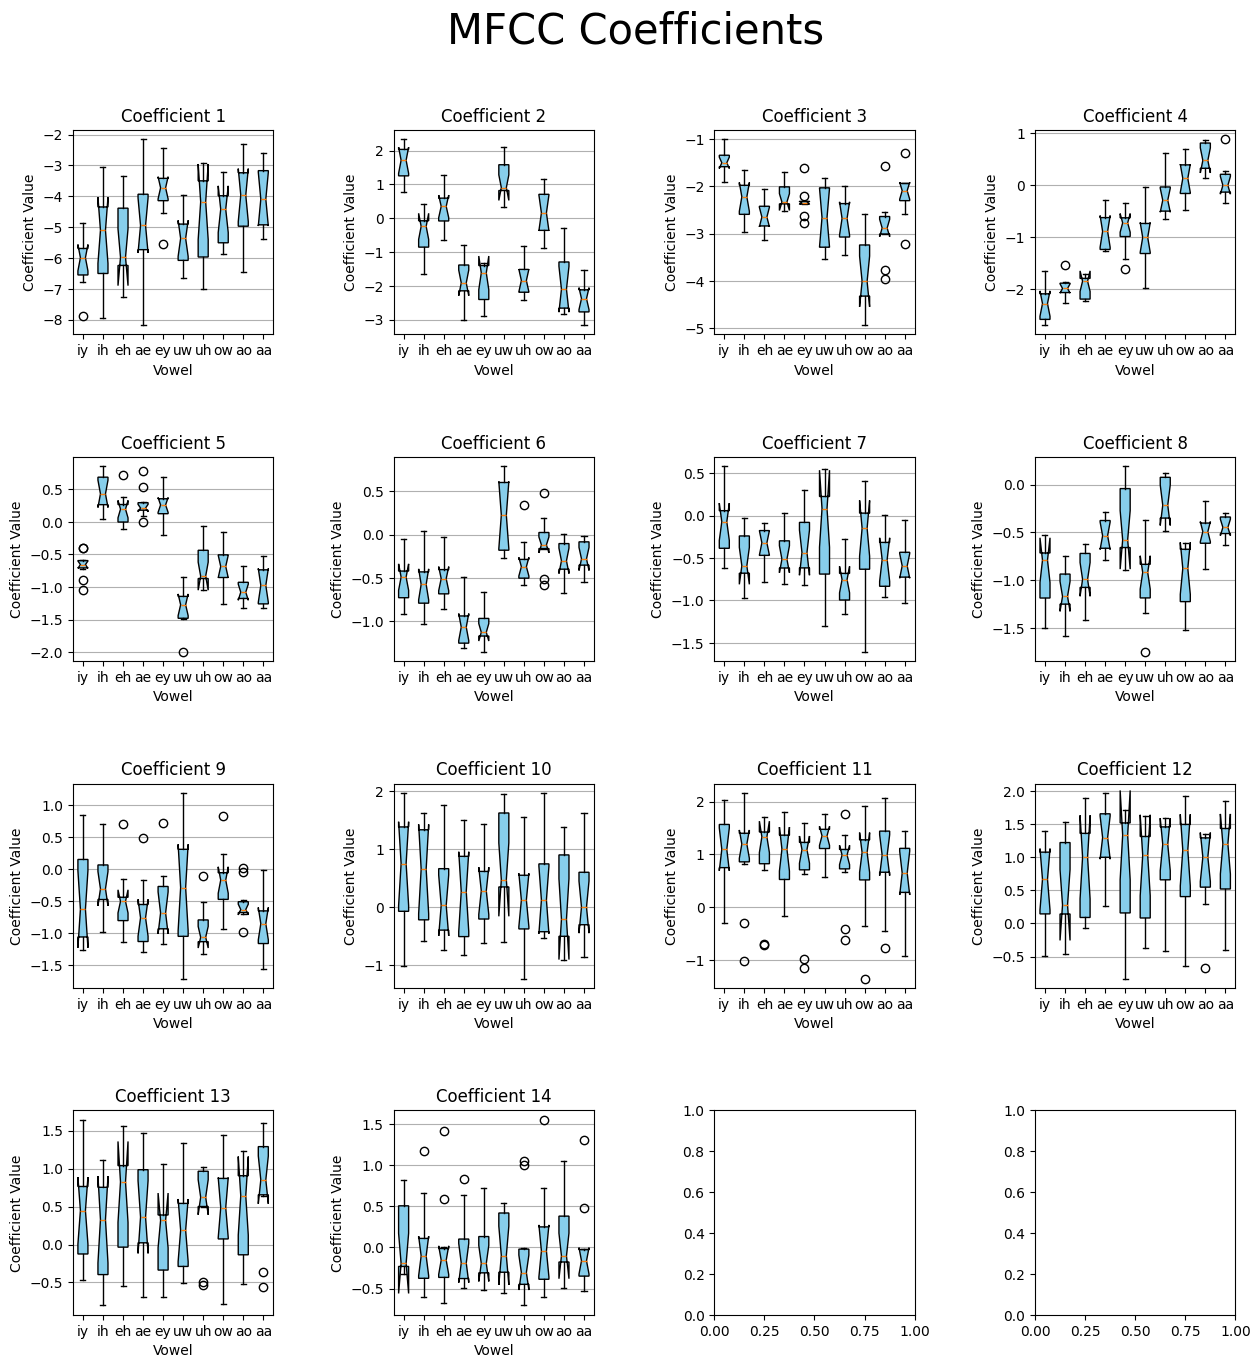 MFCC Coefficients
Coefficient 1
Coefficient Value
−2
−3
−4
−5
−6
−7
−8
iy ih eh ae ey uw uh ow ao aa
Vowel
Coefficient 2
Coefficient Value
2
1
0
−1
−2
−3
iy ih eh ae ey uw uh ow ao aa
Vowel
Coefficient 3
Coefficient Value
−1
−2
−3
−4
−5
iy ih eh ae ey uw uh ow ao aa
Vowel
Coefficient 4
Coefficient Value
1
0
−1
−2
iy ih eh ae ey uw uh ow ao aa
Vowel
Coefficient 5
Coefficient Value
0.5
0.0
−0.5
−1.0
−1.5
−2.0
iy ih eh ae ey uw uh ow ao aa
Vowel
Coefficient 6
Coefficient Value
0.5
0.0
−0.5
−1.0
iy ih eh ae ey uw uh ow ao aa
Vowel
Coefficient 7
Coefficient Value
0.5
0.0
−0.5
−1.0
−1.5
iy ih eh ae ey uw uh ow ao aa
Vowel
Coefficient 8
Coefficient Value
0.0
−0.5
−1.0
−1.5
iy ih eh ae ey uw uh ow ao aa
Vowel
Coefficient 9
Coefficient Value
1.0
0.5
0.0
−0.5
−1.0
−1.5
iy ih eh ae ey uw uh ow ao aa
Vowel
Coefficient 10
Coefficient Value
2
1
0
−1
iy ih eh ae ey uw uh ow ao aa
Vowel
Coefficient 11
Coefficient Value
2
1
0
−1
iy ih eh ae ey uw uh ow ao aa
Vowel
Coefficient 12
Coefficient Value
2.0
1.5
1.0
0.5
0.0
−0.5
iy ih eh ae ey uw uh ow ao aa
Vowel
Coefficient 13
Coefficient Value
1.5
1.0
0.5
0.0
−0.5
iy ih eh ae ey uw uh ow ao aa
Vowel
Coefficient 14
Coefficient Value
1.5
1.0
0.5
0.0
−0.5
iy ih eh ae ey uw uh ow ao aa
Vowel
1.0
0.8
0.6
0.4
0.2
0.0
0.00 0.25 0.50 0.75 1.00
1.0
0.8
0.6
0.4
0.2
0.0
0.00 0.25 0.50 0.75 1.00